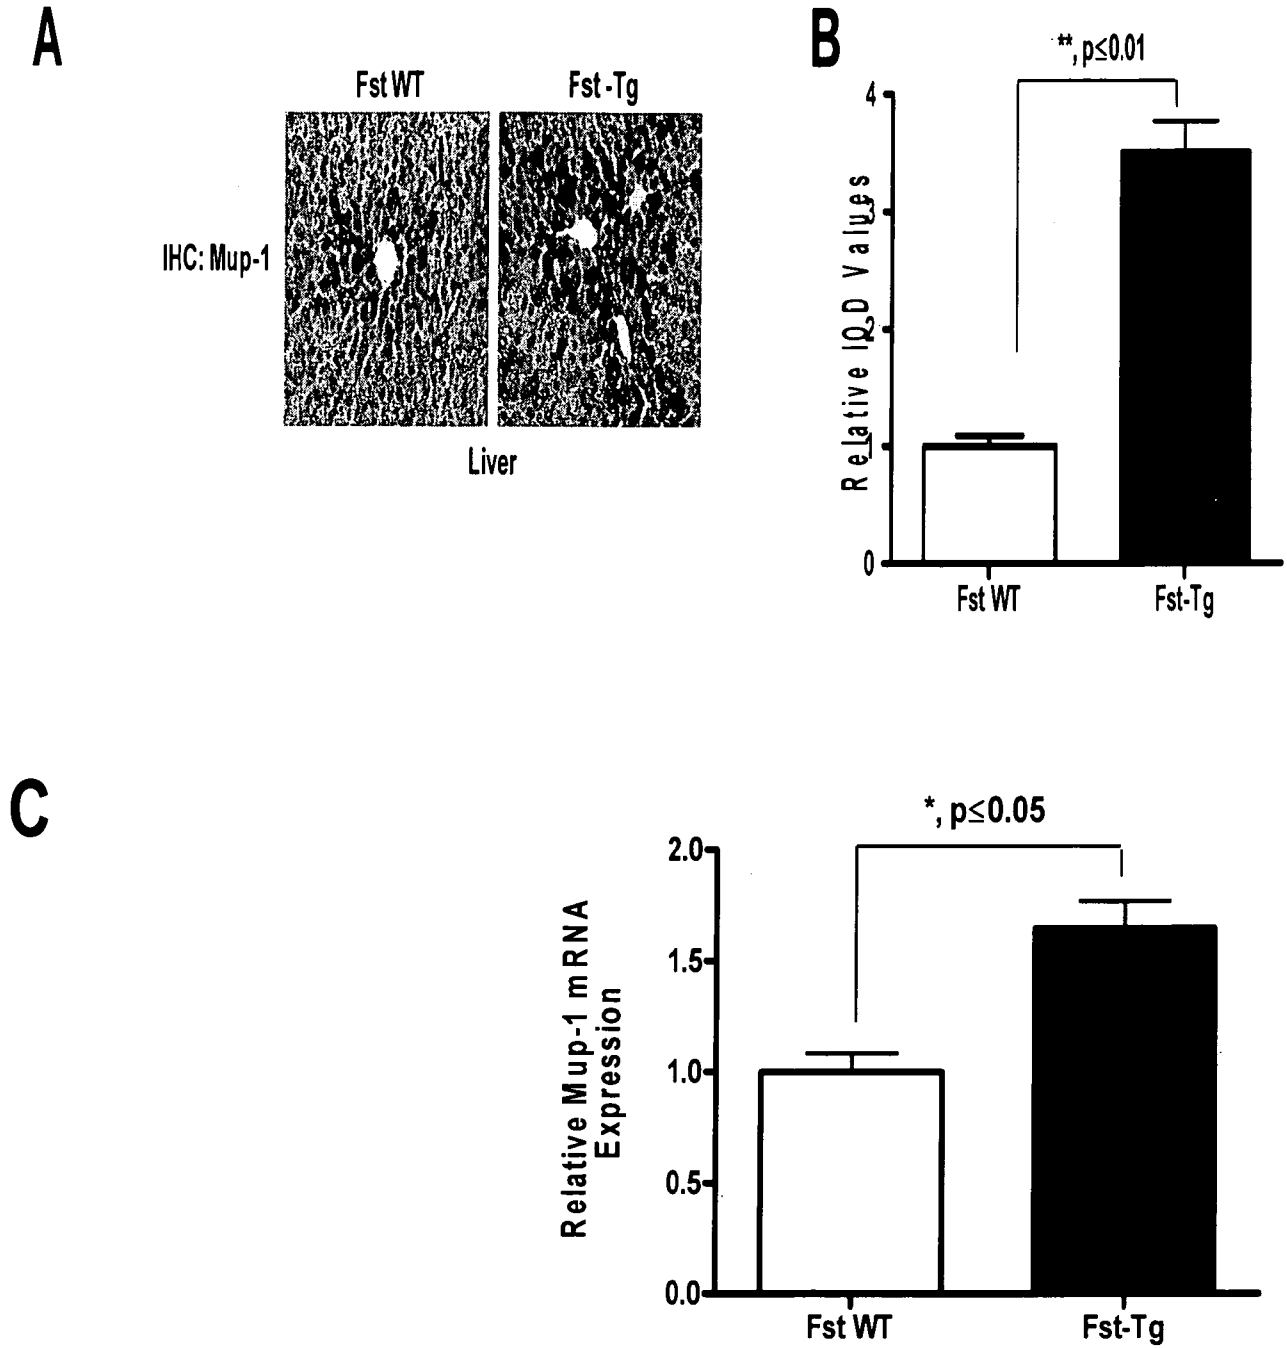 A
Fst WT
Fst -Tg
IHC: Mup-1
Liver
B
**, p≤0.01
Relative IOD Values
4
3
2
1
0
Fst WT
Fst-Tg
C
*, p≤0.05
Relative Mup-1 mRNA
Expression
2.0
1.5
1.0
0.5
0.0
Fst WT
Fst-Tg